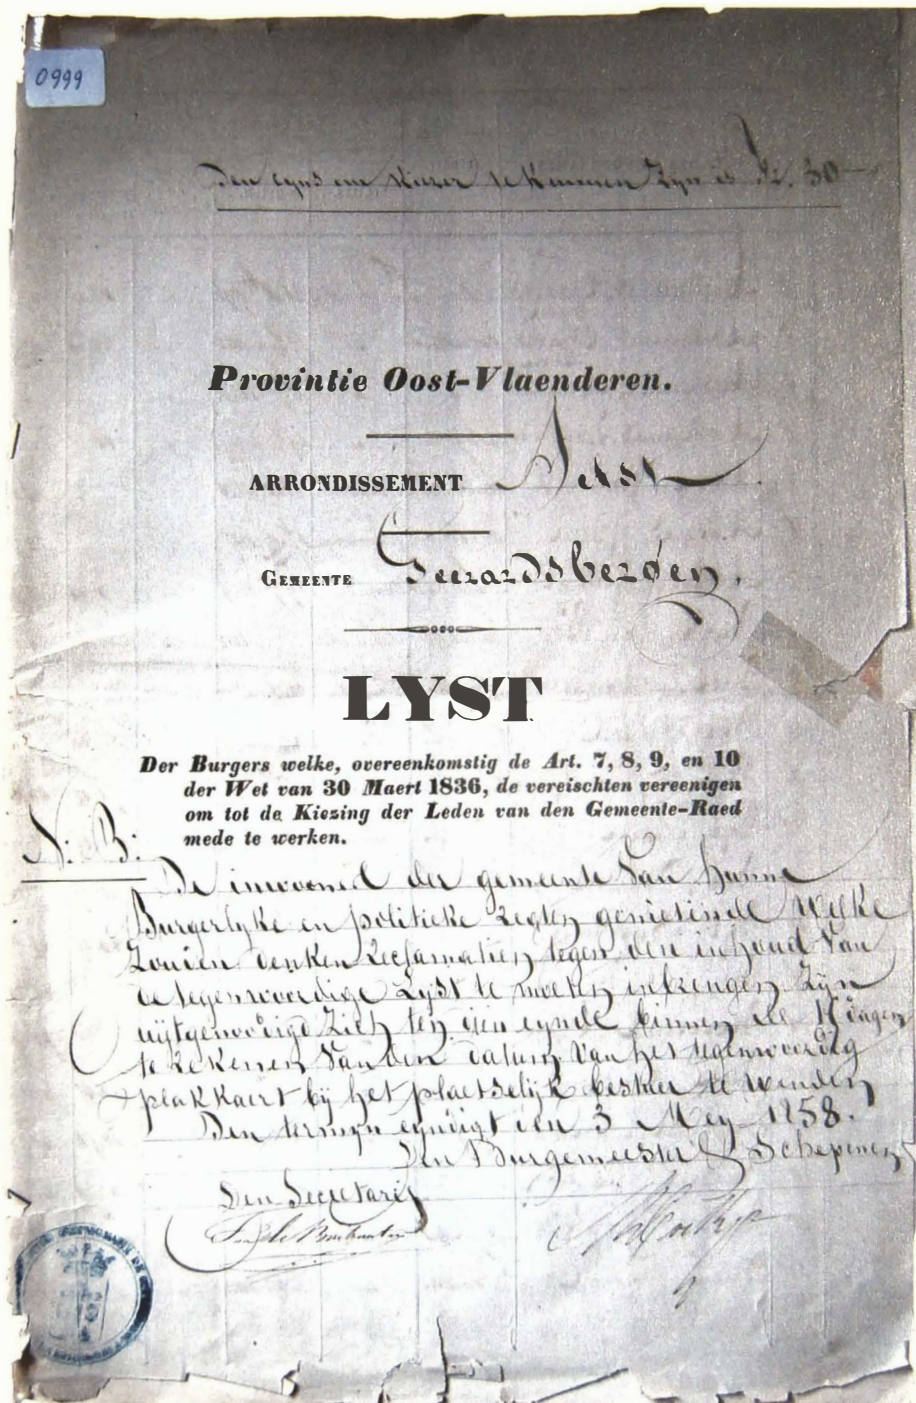 0999
Den cyns om kiezer te kunnen zyn is fr. 30
Provintie Oost-Vlaenderen.
ARRONDISSEMENT Aelst
GEMEENTE Geerardsbergen.
LYST
Der Burgers welke, overeenkomstig de Art. 7, 8, 9, en 10
der Wet van 30 Maert 1836, de vereischten vereenigen
om tot de Kiezing der Leden van den Gemeente-Raed
mede te werken.
N. B.
De inwooned der gemeente van hunne
Burgerlyke en politieke regten genietende welke
zouden denken reclamatien tegen den inhoud van
de tegenwoordige Lyst te moeten inbrengen zyn
uytgenoodigd zich ten dien eynde binnen de dagen
te rekenen van den datum van het tegenwoordig
plakkaert by het plaetselyk bestuer te wenden
Den termyn eyndigt den 3 Mey 1858.
Den Burgemeester & Schepenen
Den Secretaris